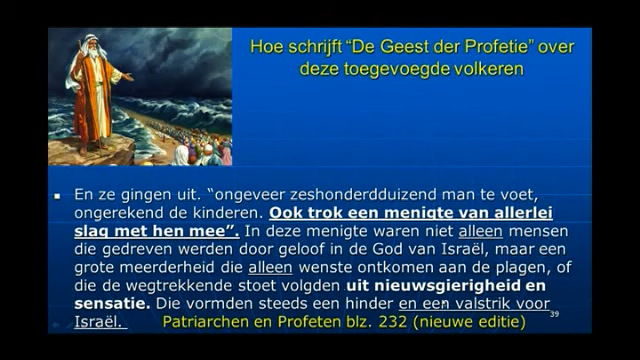 Hoe schrijft “De Geest der Profetie” over
deze toegevoegde volkeren
En ze gingen uit. “ongeveer zeshonderdduizend man te voet,
ongerekend de kinderen. Ook trok een menigte van allerlei
slag met hen mee”. In deze menigte waren niet alleen mensen
die gedreven werden door geloof in de God van Israël, maar een
grote meerderheid die alleen wenste ontkomen aan de plagen, of
die de wegtrekkende stoet volgden uit nieuwsgierigheid en
sensatie. Die vormden steeds een hinder en een valstrik voor
Israël. Patriarchen en Profeten blz. 232 (nieuwe editie)
39